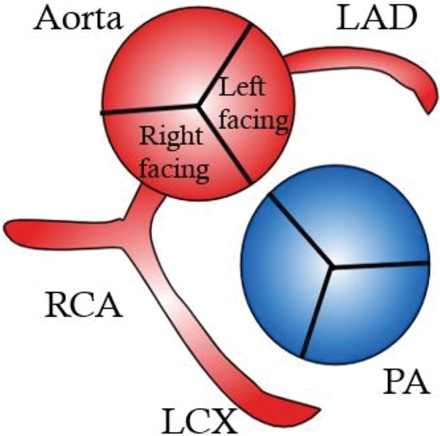 Aorta
LAD
Left
facing
Right
facing
RCA
PA
LCX